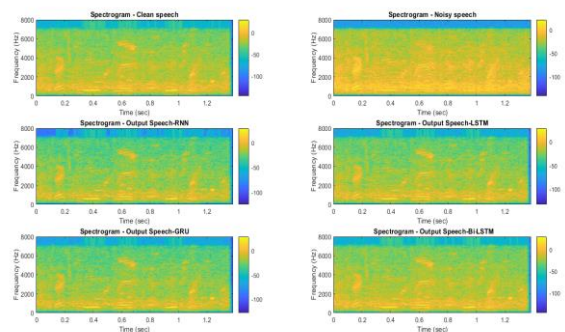 Spectrogram - Clean speech
Spectrogram - Noisy speech
8000
6000
4000
2000
0
0 0.2 0.4 0.6 0.8 1 1.2
Time (sec)
Frequency (Hz)
0
-50
-100
8000
6000
4000
2000
0
0 0.2 0.4 0.6 0.8 1 1.2
Time (sec)
Frequency (Hz)
0
-50
-100
Spectrogram - Output Speech-RNN
Spectrogram - Output Speech-LSTM
8000
6000
4000
2000
0
0 0.2 0.4 0.6 0.8 1 1.2
Time (sec)
Frequency (Hz)
0
-50
-100
8000
6000
4000
2000
0
0 0.2 0.4 0.6 0.8 1 1.2
Time (sec)
Frequency (Hz)
0
-50
-100
Spectrogram - Output Speech-GRU
Spectrogram - Output Speech-BiLSTM
8000
6000
4000
2000
0
0 0.2 0.4 0.6 0.8 1 1.2
Time (sec)
Frequency (Hz)
0
-50
-100
8000
6000
4000
2000
0
0 0.2 0.4 0.6 0.8 1 1.2
Time (sec)
Frequency (Hz)
0
-50
-100